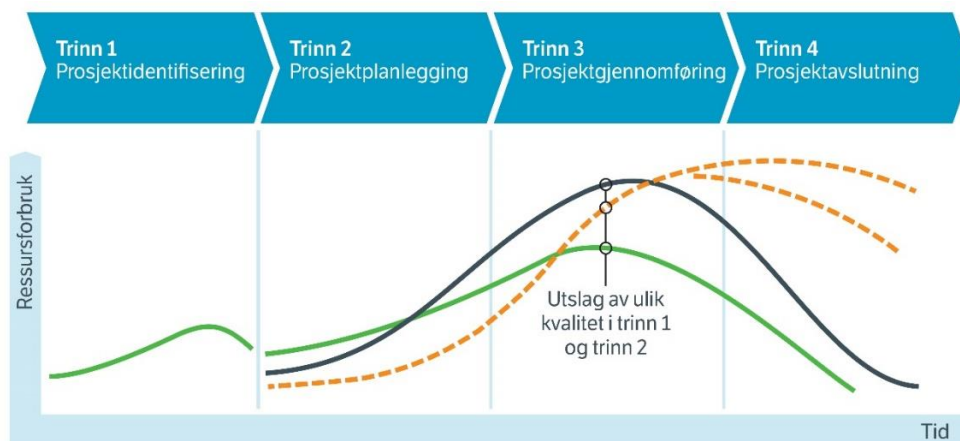 Trinn 1
Prosjektidentifisering
Trinn 2
Prosjektplanlegging
Trinn 3
Prosjektgjennomføring
Trinn 4
Prosjektavslutning
Ressursforbruk
Utslag av ulik
kvalitet i trinn 1
og trinn 2
Tid